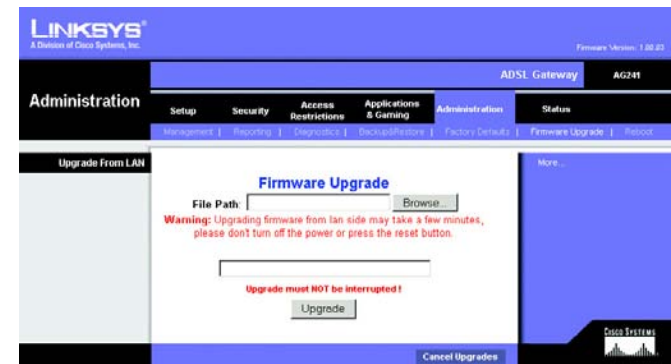 LINKSYS®
A Division of Cisco Systems, Inc.
Firmware Version: 1.00.03
ADSL Gateway AG241
Administration
Setup Security Access Restrictions Applications & Gaming Administration Status
Management | Reporting | Diagnostics | Backup&Restore | Factory Defaults | Firmware Upgrade | Reboot
Upgrade From LAN
More...
Firmware Upgrade
File Path: Browse...
Warning: Upgrading firmware from lan side may take a few minutes,
please don't turn off the power or press the reset button.
Upgrade must NOT be interrupted !
Upgrade
Cancel Upgrades
CISCO SYSTEMS